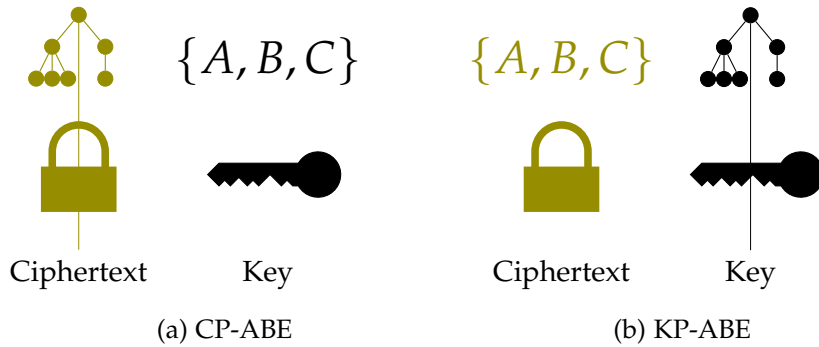 {A, B, C} {A, B, C}
Ciphertext Key Ciphertext Key
(a) CP-ABE (b) KP-ABE